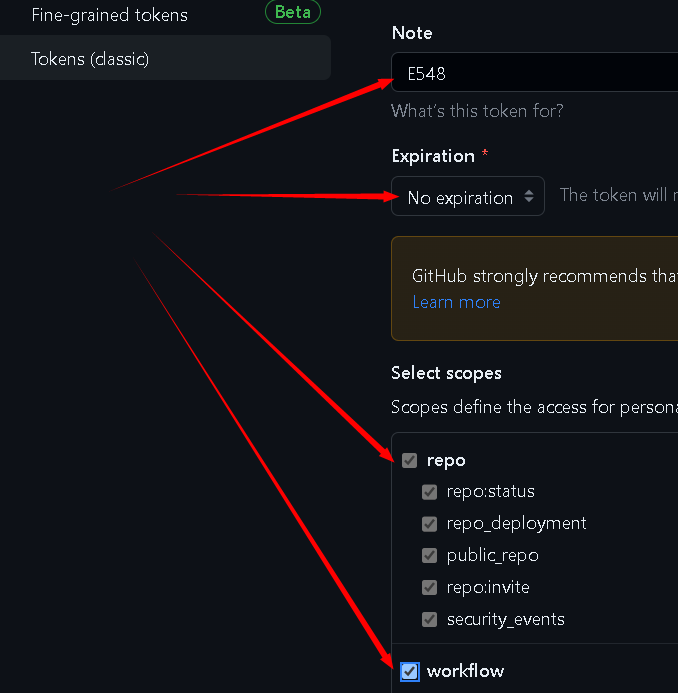 Fine-grained tokens
Beta
Tokens (classic)
Note
E548
What's this token for?
Expiration *
No expiration
The token will
GitHub strongly recommends tha
Learn more
Select scopes
Scopes define the access for persona
repo
repo:status
repo_deployment
public_repo
repo:invite
security_events
workflow